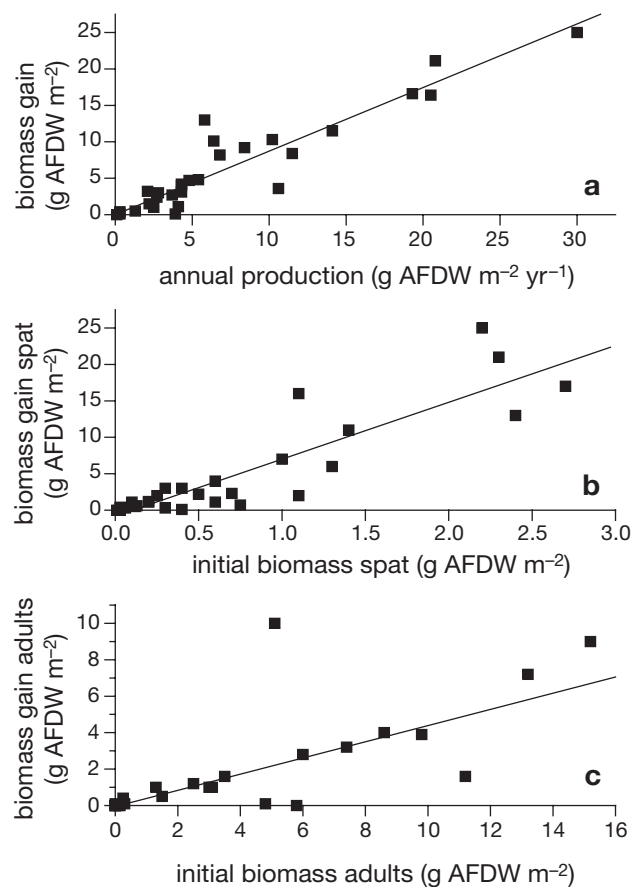 biomass gain
(g AFDW m⁻²)
25
20
15
10
5
0
a
0 5 10 15 20 25 30
annual production (g AFDW m⁻² yr⁻¹)
biomass gain spat
(g AFDW m⁻²)
25
20
15
10
5
0
b
0.0 0.5 1.0 1.5 2.0 2.5 3.0
initial biomass spat (g AFDW m⁻²)
biomass gain adults
(g AFDW m⁻²)
10
8
6
4
2
0
c
0 2 4 6 8 10 12 14 16
initial biomass adults (g AFDW m⁻²)